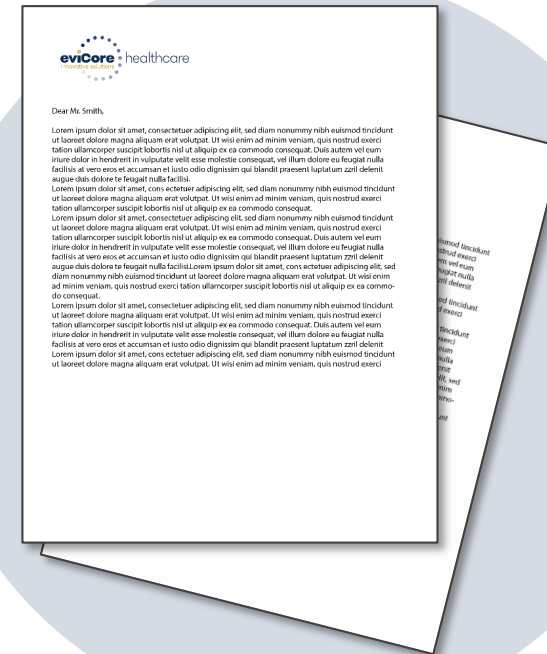 eviCore healthcare
innovative solutions
Dear Mr. Smith,
Lorem ipsum dolor sit amet, consectetuer adipiscing elit, sed diam nonummy nibh euismod tincidunt
ut laoreet dolore magna aliquam erat volutpat. Ut wisi enim ad minim veniam, quis nostrud exerci
tation ullamcorper suscipit lobortis nisl ut aliquip ex ea commodo consequat. Duis autem vel eum
iriure dolor in hendrerit in vulputate velit esse molestie consequat, vel illum dolore eu feugiat nulla
facilisis at vero eros et accumsan et iusto odio dignissim qui blandit praesent luptatum zzril delenit
augue duis dolore te feugait nulla facilisi.
Lorem ipsum dolor sit amet, cons ectetuer adipiscing elit, sed diam nonummy nibh euismod tincidunt
ut laoreet dolore magna aliquam erat volutpat. Ut wisi enim ad minim veniam, quis nostrud exerci
tation ullamcorper suscipit lobortis nisl ut aliquip ex ea commodo consequat.
Lorem ipsum dolor sit amet, consectetuer adipiscing elit, sed diam nonummy nibh euismod tincidunt
ut laoreet dolore magna aliquam erat volutpat. Ut wisi enim ad minim veniam, quis nostrud exerci
tation ullamcorper suscipit lobortis nisl ut aliquip ex ea commodo consequat. Duis autem vel eum
iriure dolor in hendrerit in vulputate velit esse molestie consequat, vel illum dolore eu feugiat nulla
facilisis at vero eros et accumsan et iusto odio dignissim qui blandit praesent luptatum zzril delenit
augue duis dolore te feugait nulla facilisi.Lorem ipsum dolor sit amet, cons ectetuer adipiscing elit, sed
diam nonummy nibh euismod tincidunt ut laoreet dolore magna aliquam erat volutpat. Ut wisi enim
ad minim veniam, quis nostrud exerci tation ullamcorper suscipit lobortis nisl ut aliquip ex ea commo-
do consequat.
Lorem ipsum dolor sit amet, consectetuer adipiscing elit, sed diam nonummy nibh euismod tincidunt
ut laoreet dolore magna aliquam erat volutpat. Ut wisi enim ad minim veniam, quis nostrud exerci
tation ullamcorper suscipit lobortis nisl ut aliquip ex ea commodo consequat. Duis autem vel eum
iriure dolor in hendrerit in vulputate velit esse molestie consequat, vel illum dolore eu feugiat nulla
facilisis at vero eros et accumsan et iusto odio dignissim qui blandit praesent luptatum zzril delenit
Lorem ipsum dolor sit amet, cons ectetuer adipiscing elit, sed diam nonummy nibh euismod tincidunt
ut laoreet dolore magna aliquam erat volutpat. Ut wisi enim ad minim veniam, quis nostrud exerci
tincidunt
exerci
vel eum
nulla
delenit
tincidunt
exerci
tincidunt
sed